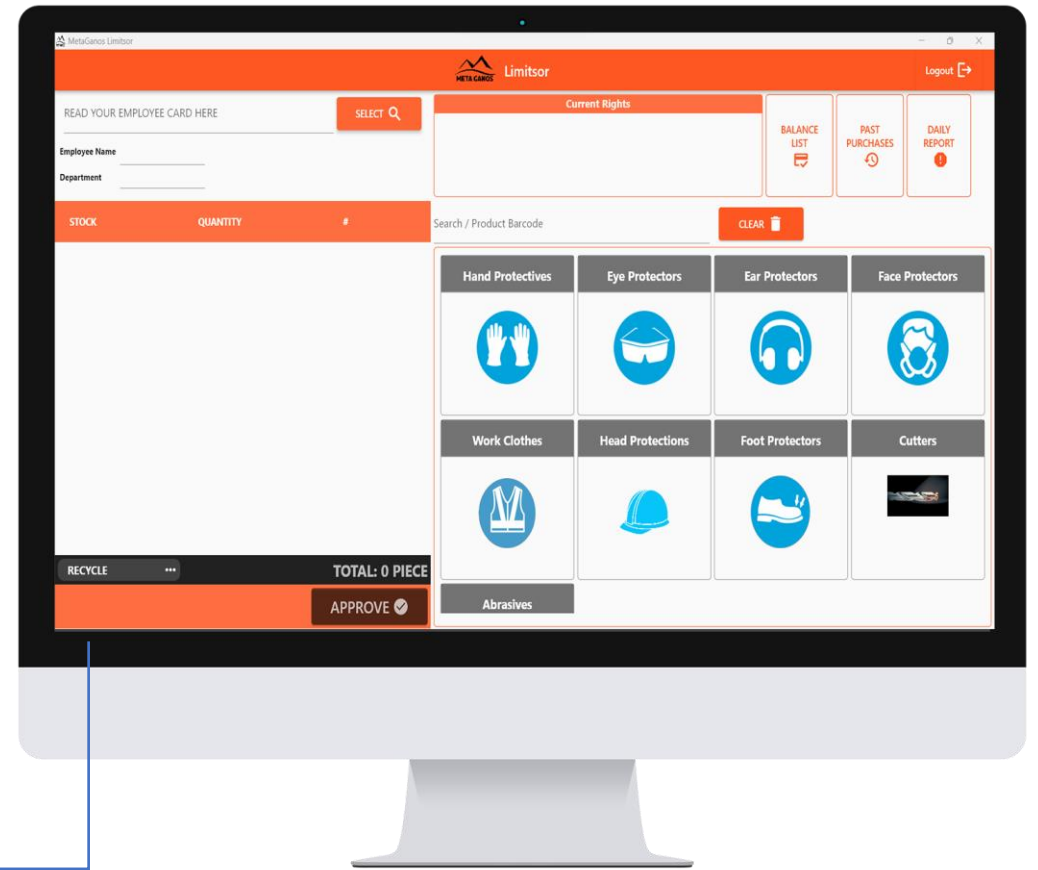 MetaGanos Limitsor
META GANOS
Limitsor
Logout
READ YOUR EMPLOYEE CARD HERE
SELECT
Employee Name
Department
Current Rights
BALANCE
LIST
PAST
PURCHASES
DAILY
REPORT
STOCK QUANTITY #
Search / Product Barcode
CLEAR
Hand Protectives
Eye Protectors
Ear Protectors
Face Protectors
Work Clothes
Head Protections
Foot Protectors
Cutters
Abrasives
RECYCLE ...
TOTAL: 0 PIECE
APPROVE